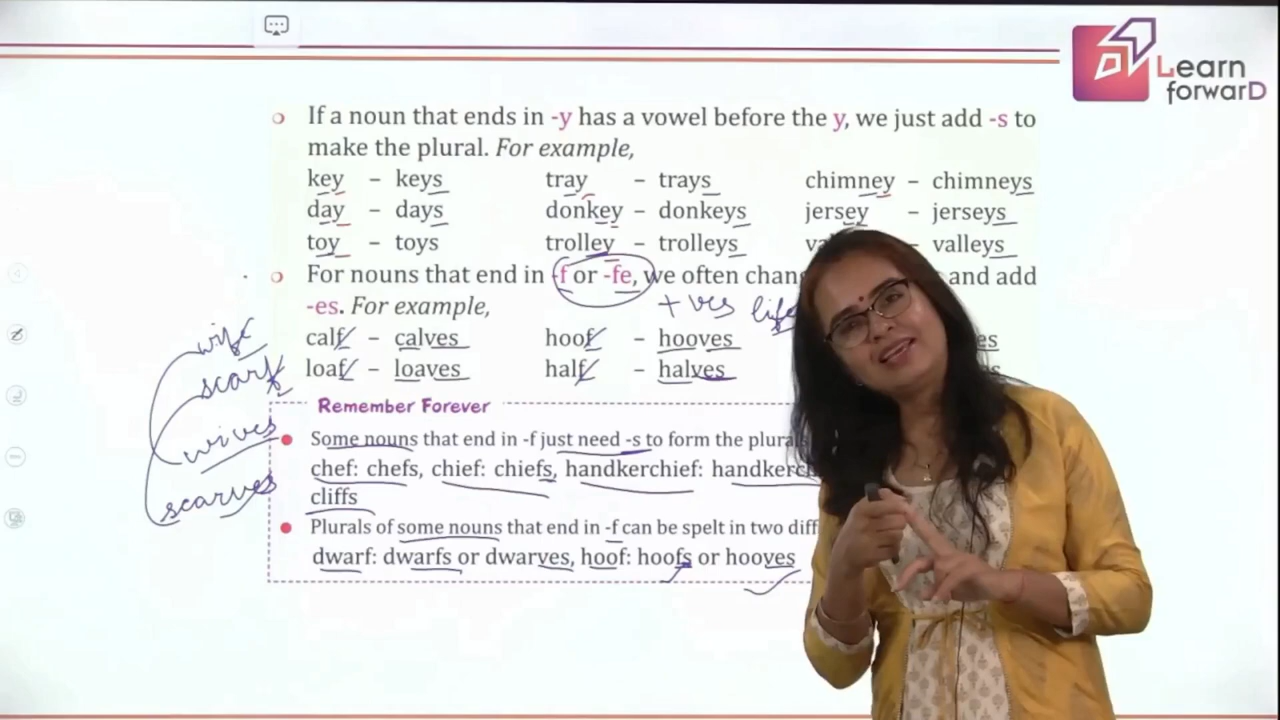 Learn
forwarD
If a noun that ends in -y has a vowel before the y, we just add -s to
make the plural. For example,
key – keys tray – trays chimney – chimneys
day – days donkey – donkeys jersey – jerseys
toy – toys trolley – trolleys – valleys
For nouns that end in -f or -fe, we often and add
-es. For example,
+ ves
calf – calves hoof – hooves
loaf – loaves half – halves
wife
scarf
wives
scarves
Remember Forever
Some nouns that end in -f just need -s to form the
chef: chefs, chief: chiefs, handkerchief:
cliffs
Plurals of some nouns that end in -f can be spelt in two
dwarf: dwarfs or dwarves, hoof: hoofs or hooves